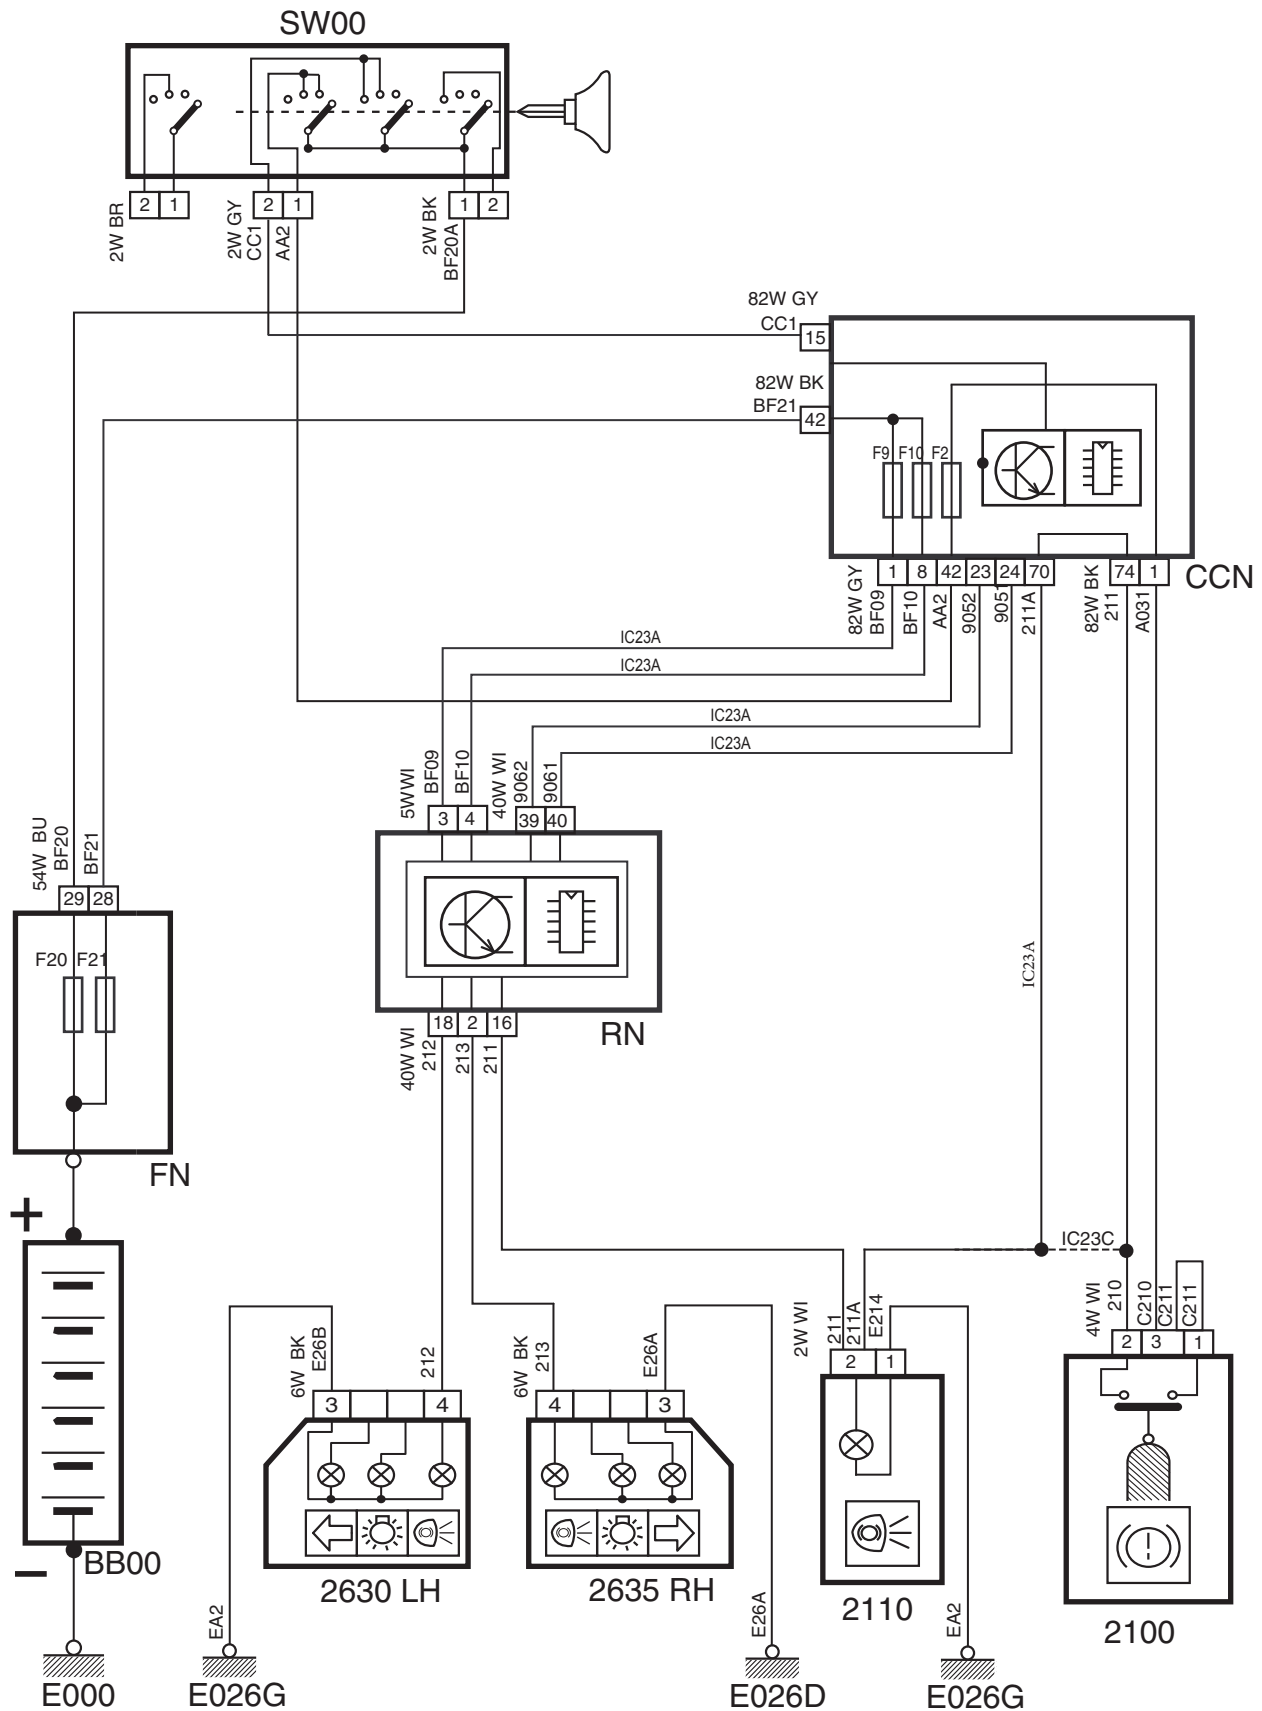 SW00
2 1
2 1
1 2
2W BR
2W GY
CC1
AA2
2W BK
BF20A
82W GY
CC1
15
82W BK
BF21
42
F9 F10 F2
1 8 42 23 24 70
74 1
CCN
82W GY
BF09
BF10
AA2
9052
9051
211A
82W BK
211
A031
IC23A
IC23A
IC23A
IC23A
5WWI
BF09
BF10
40W WI
9062
9061
3 4
39 40
54W BU
BF20
BF21
29 28
F20 F21
FN
IC23A
18 2 16
RN
40W WI
212
213
211
+
IC23C
6W BK
E26B
212
6W BK
213
E26A
2W WI
211
211A
E214
4W WI
210
C210
C211
C211
2 3 1
2 1
3 4
4 3
BB00
−
2630 LH
2635 RH
2110
2100
EA2
E26A
EA2
E000
E026G
E026D
E026G